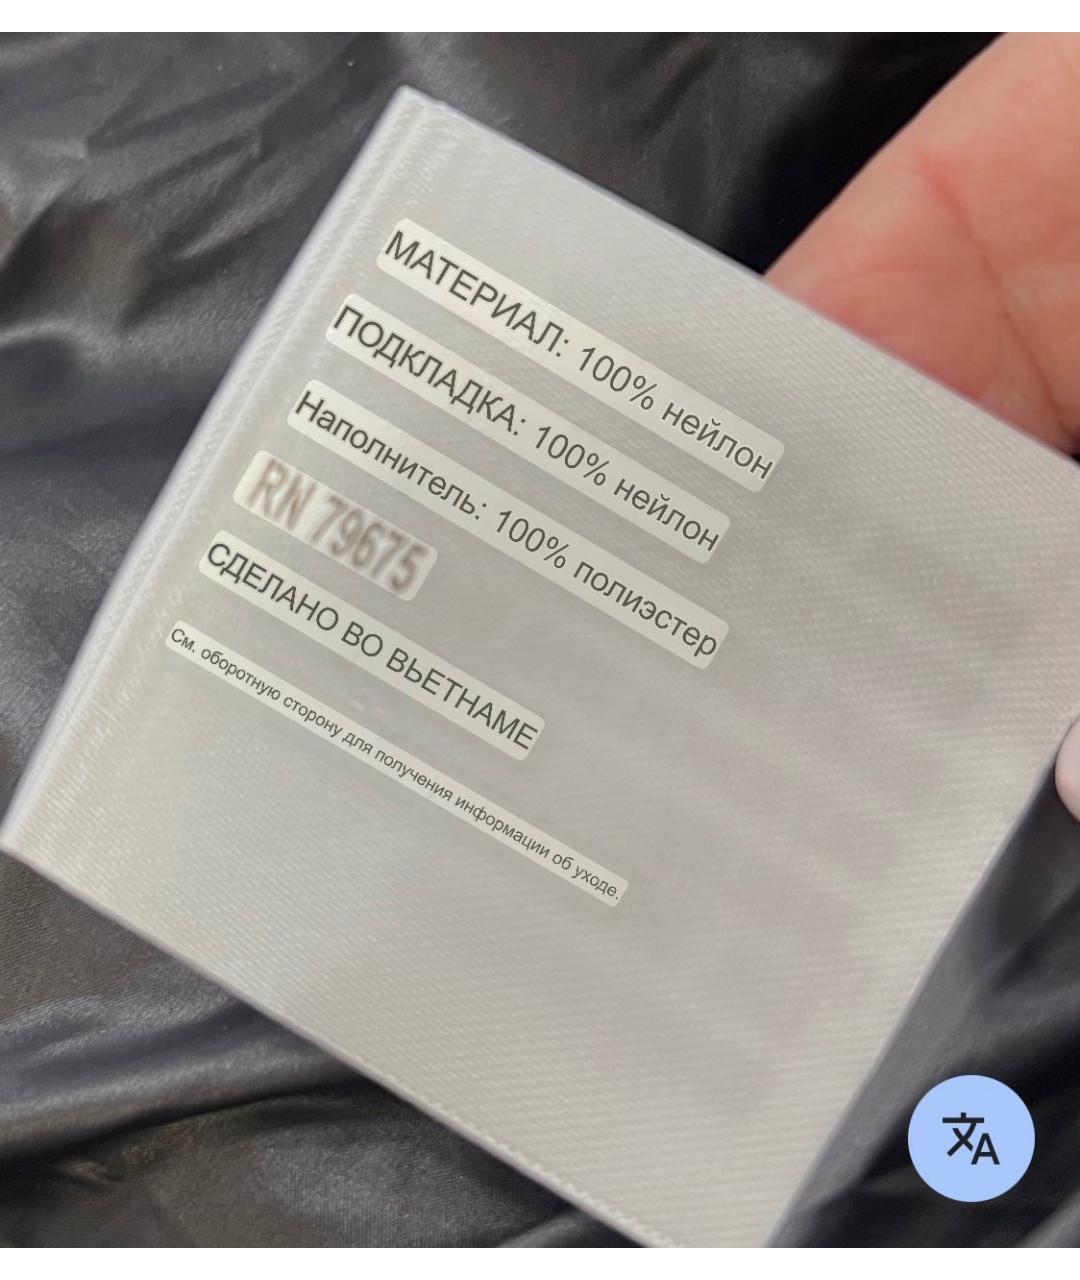 МАТЕРИАЛ: 100% нейлон
ПОДКЛАДКА: 100% нейлон
Наполнитель: 100% полиэстер
RN 79675
СДЕЛАНО ВО ВЬЕТНАМЕ
См. оборотную сторону для получения информации об уходе.